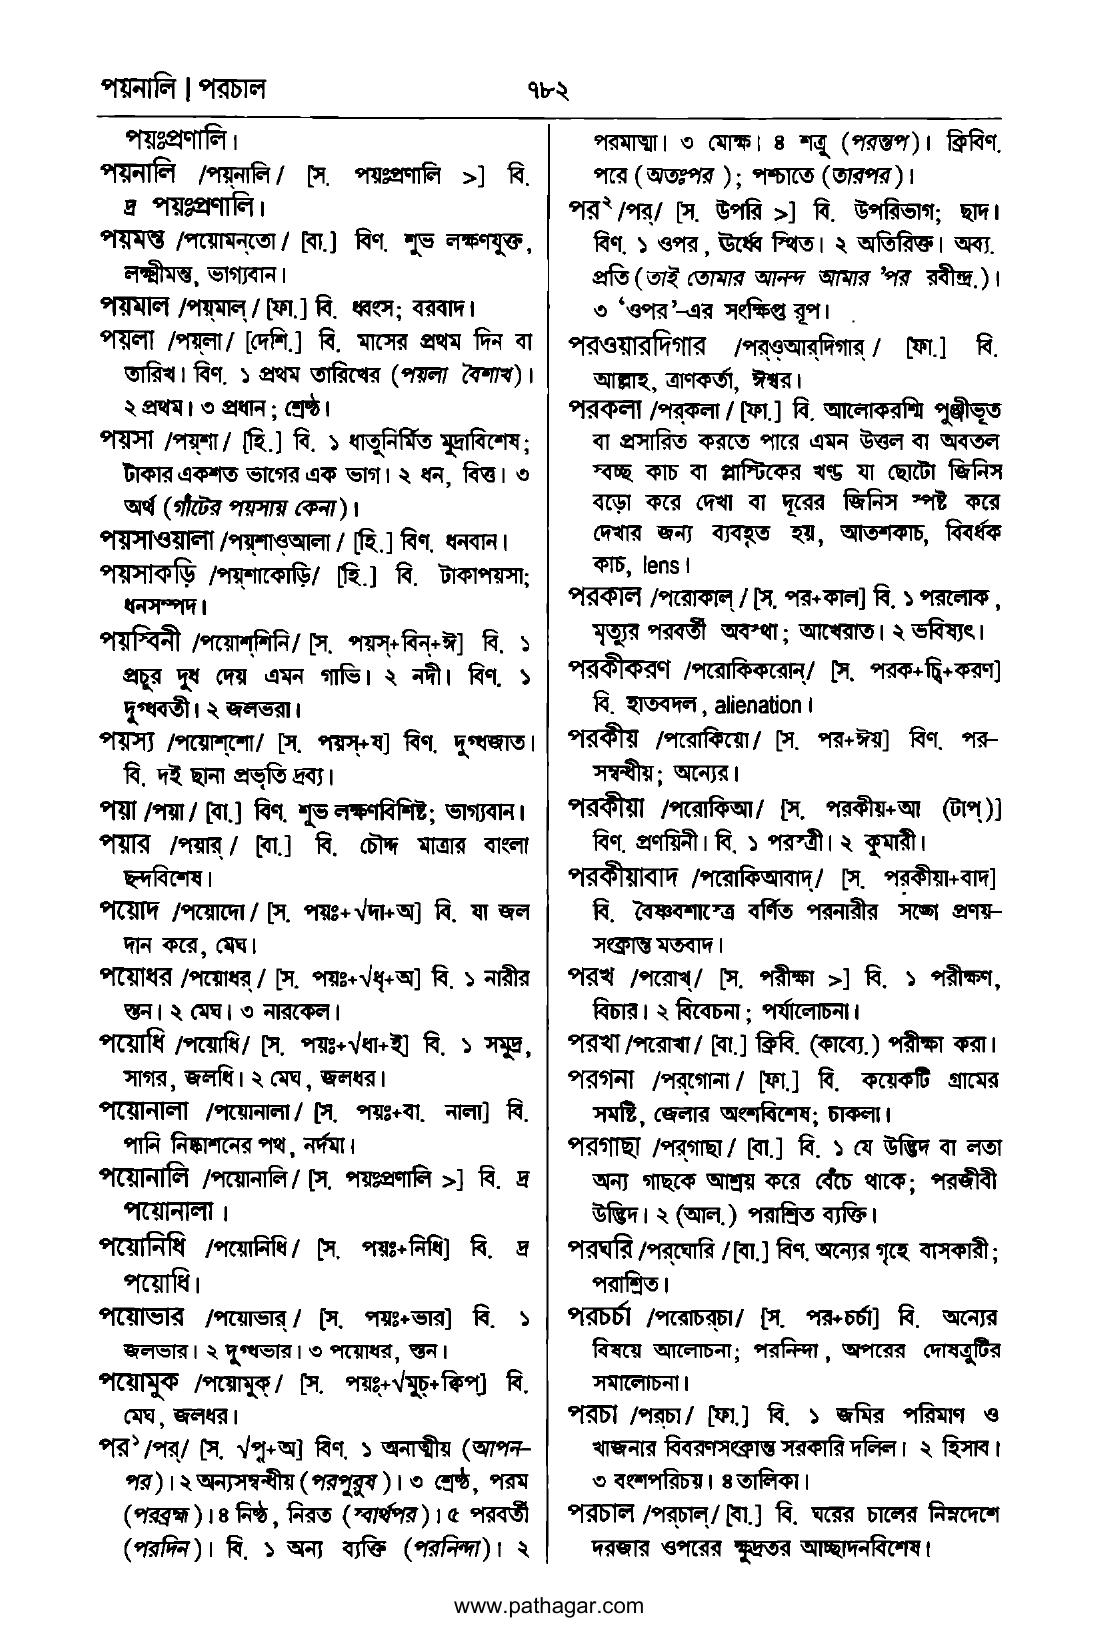 পয়নালি | পরচাল
৭৮২
পয়ঃপ্রণালি।
পয়নালি /পয়্‌নালি/ [স. পয়ঃপ্রণালি >] বি.
দ্র পয়ঃপ্রণালি।
পয়মন্ত /পয়োমন্‌তো/ [বা.] বিণ. শুভ লক্ষণযুক্ত,
লক্ষ্মীমন্ত, ভাগ্যবান।
পয়মাল /পয়্‌মাল্‌/ [ফা.] বি. ধ্বংস; বরবাদ।
পয়লা /পয়্‌লা/ [দেশি.] বি. মাসের প্রথম দিন বা
তারিখ। বিণ. ১ প্রথম তারিখের (পয়লা বৈশাখ)।
২ প্রথম। ৩ প্রধান; শ্রেষ্ঠ।
পয়সা /পয়্‌শা/ [হি.] বি. ১ ধাতুনির্মিত মুদ্রাবিশেষ;
টাকার একশত ভাগের এক ভাগ। ২ ধন, বিত্ত। ৩
অর্থ (গাঁটের পয়সায় কেনা)।
পয়সাওয়ালা /পয়্‌শাওআলা/ [হি.] বিণ. ধনবান।
পয়সাকড়ি /পয়্‌শাকোড়ি/ [হি.] বি. টাকাপয়সা;
ধনসম্পদ।
পয়স্বিনী /পয়োশ্‌শিনি/ [স. পয়স্‌+বিন্‌+ঈ] বি. ১
প্রচুর দুধ দেয় এমন গাভি। ২ নদী। বিণ. ১
দুগ্ধবতী। ২ জলভরা।
পয়স্য /পয়োশ্‌শো/ [স. পয়স্‌+য] বিণ. দুগ্ধজাত।
বি. দই ছানা প্রভৃতি দ্রব্য।
পয়া /পয়া/ [বা.] বিণ. শুভ লক্ষণবিশিষ্ট; ভাগ্যবান।
পয়ার /পয়ার্‌/ [বা.] বি. চৌদ্দ মাত্রার বাংলা
ছন্দবিশেষ।
পয়োদ /পয়োদো/ [স. পয়ঃ+√দা+অ] বি. যা জল
দান করে, মেঘ।
পয়োধর /পয়োধর্‌/ [স. পয়ঃ+√ধৃ+অ] বি. ১ নারীর
স্তন। ২ মেঘ। ৩ নারকেল।
পয়োধি /পয়োধি/ [স. পয়ঃ+√ধা+ই] বি. ১ সমুদ্র,
সাগর, জলধি। ২ মেঘ, জলধর।
পয়োনালা /পয়োনালা/ [স. পয়ঃ+বা. নালা] বি.
পানি নিষ্কাশনের পথ, নর্দমা।
পয়োনালি /পয়োনালি/ [স. পয়ঃপ্রণালি >] বি. দ্র
পয়োনালা।
পয়োনিধি /পয়োনিধি/ [স. পয়ঃ+নিধি] বি. দ্র
পয়োধি।
পয়োভার /পয়োভার্‌/ [স. পয়ঃ+ভার] বি. ১
জলভার। ২ দুগ্ধভার। ৩ পয়োধর, স্তন।
পয়োমুক /পয়োমুক্‌/ [স. পয়ঃ+√মুচ্‌+ক্বিপ্‌] বি.
মেঘ, জলধর।
পর১ /পর্‌/ [স. √পৄ+অ] বিণ. ১ অনাত্মীয় (আপন-
পর)। ২ অন্যসম্বন্ধীয় (পরপুরুষ)। ৩ শ্রেষ্ঠ, পরম
(পরব্রহ্ম)। ৪ নিষ্ঠ, নিরত (স্বার্থপর)। ৫ পরবর্তী
(পরদিন)। বি. ১ অন্য ব্যক্তি (পরনিন্দা)। ২
পরমাত্মা। ৩ মোক্ষ। ৪ শত্রু (পরন্তপ)। ক্রিবিণ.
পরে (অতঃপর); পশ্চাতে (তারপর)।
পর২ /পর্‌/ [স. উপরি >] বি. উপরিভাগ; ছাদ।
বিণ. ১ ওপর, ঊর্ধ্বে স্থিত। ২ অতিরিক্ত। অব্য.
প্রতি (তাই তোমার আনন্দ আমার ’পর রবীন্দ্র.)।
৩ ‘ওপর’-এর সংক্ষিপ্ত রূপ।
পরওয়ারদিগার /পর্‌ওআর্‌দিগার্‌/ [ফা.] বি.
আল্লাহ, ত্রাণকর্তা, ঈশ্বর।
পরকলা /পর্‌কলা/ [ফা.] বি. আলোকরশ্মি পুঞ্জীভূত
বা প্রসারিত করতে পারে এমন উত্তল বা অবতল
স্বচ্ছ কাচ বা প্লাস্টিকের খণ্ড যা ছোটো জিনিস
বড়ো করে দেখা বা দূরের জিনিস স্পষ্ট করে
দেখার জন্য ব্যবহৃত হয়, আতশকাচ, বিবর্ধক
কাচ, lens।
পরকাল /পরোকাল্‌/ [স. পর+কাল] বি. ১ পরলোক,
মৃত্যুর পরবর্তী অবস্থা; আখেরাত। ২ ভবিষ্যৎ।
পরকীকরণ /পরোকিকরোন্‌/ [স. পরক+চ্বি+করণ]
বি. হাতবদল, alienation।
পরকীয় /পরোকিয়ো/ [স. পর+ঈয়] বিণ. পর-
সম্বন্ধীয়; অন্যের।
পরকীয়া /পরোকিআ/ [স. পরকীয়+আ (টাপ্‌)]
বিণ. প্রণয়িনী। বি. ১ পরস্ত্রী। ২ কুমারী।
পরকীয়াবাদ /পরোকিআবাদ্‌/ [স. পরকীয়া+বাদ]
বি. বৈষ্ণবশাস্ত্রে বর্ণিত পরনারীর সঙ্গে প্রণয়-
সংক্রান্ত মতবাদ।
পরখ /পরোখ্‌/ [স. পরীক্ষা >] বি. ১ পরীক্ষণ,
বিচার। ২ বিবেচনা; পর্যালোচনা।
পরখা /পরোখা/ [বা.] ক্রিবি. (কাব্যে.) পরীক্ষা করা।
পরগনা /পর্‌গোনা/ [ফা.] বি. কয়েকটি গ্রামের
সমষ্টি, জেলার অংশবিশেষ; চাকলা।
পরগাছা /পর্‌গাছা/ [বা.] বি. ১ যে উদ্ভিদ বা লতা
অন্য গাছকে আশ্রয় করে বেঁচে থাকে; পরজীবী
উদ্ভিদ। ২ (আল.) পরাশ্রিত ব্যক্তি।
পরঘরি /পর্‌ঘোরি/ [বা.] বিণ. অন্যের গৃহে বাসকারী;
পরাশ্রিত।
পরচর্চা /পরোচর্‌চা/ [স. পর+চর্চা] বি. অন্যের
বিষয়ে আলোচনা; পরনিন্দা, অপরের দোষত্রুটির
সমালোচনা।
পরচা /পর্‌চা/ [ফা.] বি. ১ জমির পরিমাণ ও
খাজনার বিবরণসংক্রান্ত সরকারি দলিল। ২ হিসাব।
৩ বংশপরিচয়। ৪ তালিকা।
পরচাল /পর্‌চাল্‌/ [বা.] বি. ঘরের চালের নিম্নদেশে
দরজার ওপরের ক্ষুদ্রতর আচ্ছাদনবিশেষ।
www.pathagar.com